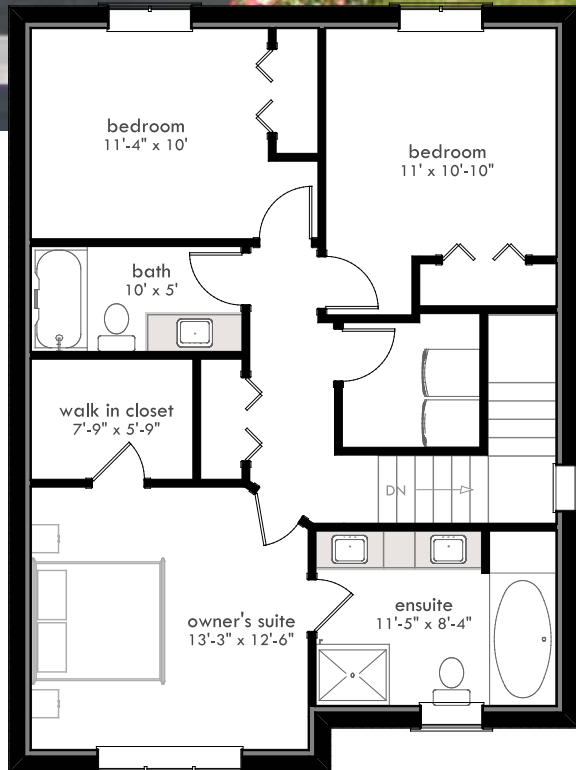 bedroom
11'-4" x 10'
bedroom
11' x 10'-10"
bath
10' x 5'
walk in closet
7'-9" x 5'-9"
DN
owner's suite
13'-3" x 12'-6"
ensuite
11'-5" x 8'-4"